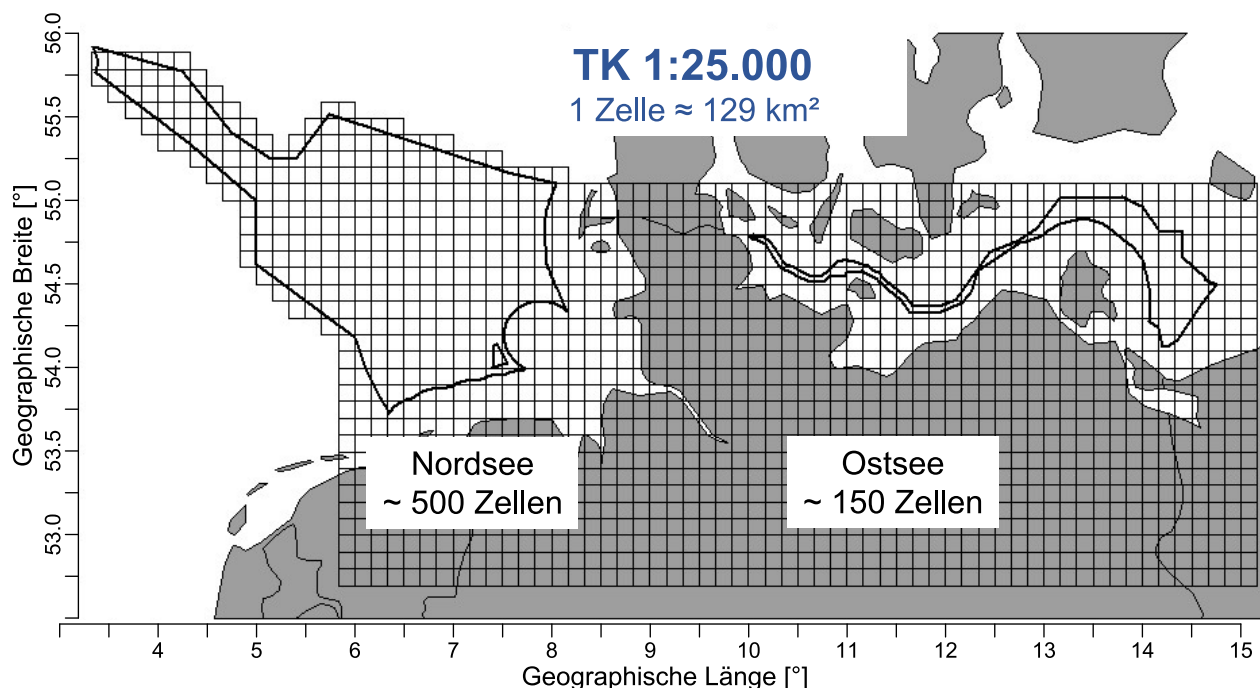 TK 1:25.000
1 Zelle ≈ 129 km²
Geographische Breite [°]
56.0
55.5
55.0
54.5
54.0
53.5
53.0
Nordsee
~ 500 Zellen
Ostsee
~ 150 Zellen
4 5 6 7 8 9 10 11 12 13 14 15
Geographische Länge [°]